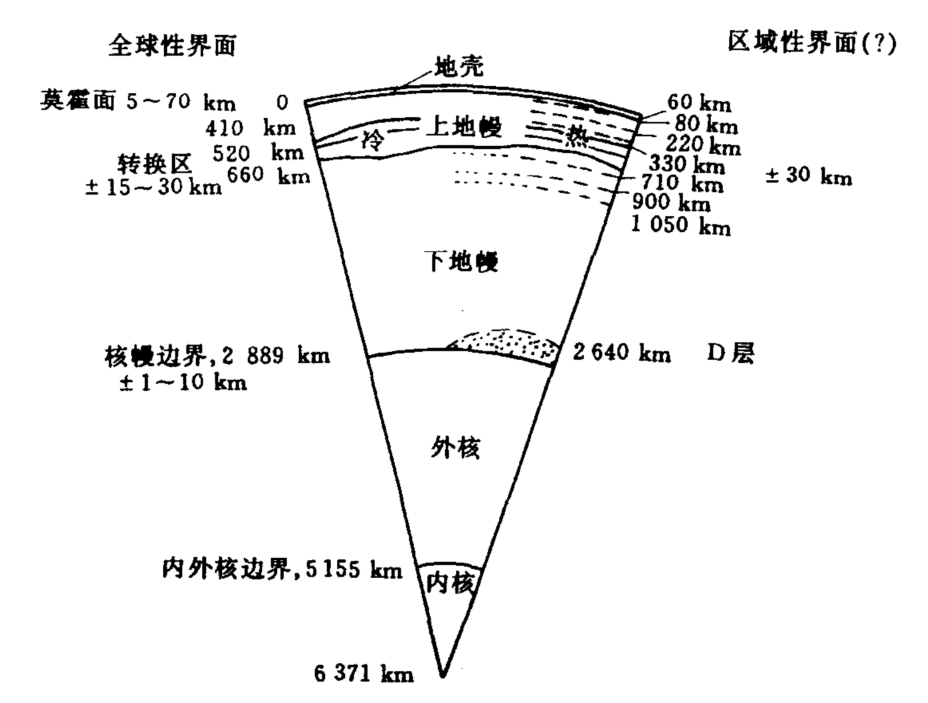 全球性界面
区域性界面(?)
地壳
莫霍面 5~70 km 0
60 km
410 km
上地幔
80 km
冷
热
220 km
转换区
520 km
330 km
± 15~30 km
660 km
710 km
± 30 km
900 km
1 050 km
下地幔
核幔边界,2 889 km
± 1~10 km
2 640 km D 层
外核
内外核边界,5 155 km
内核
6 371 km